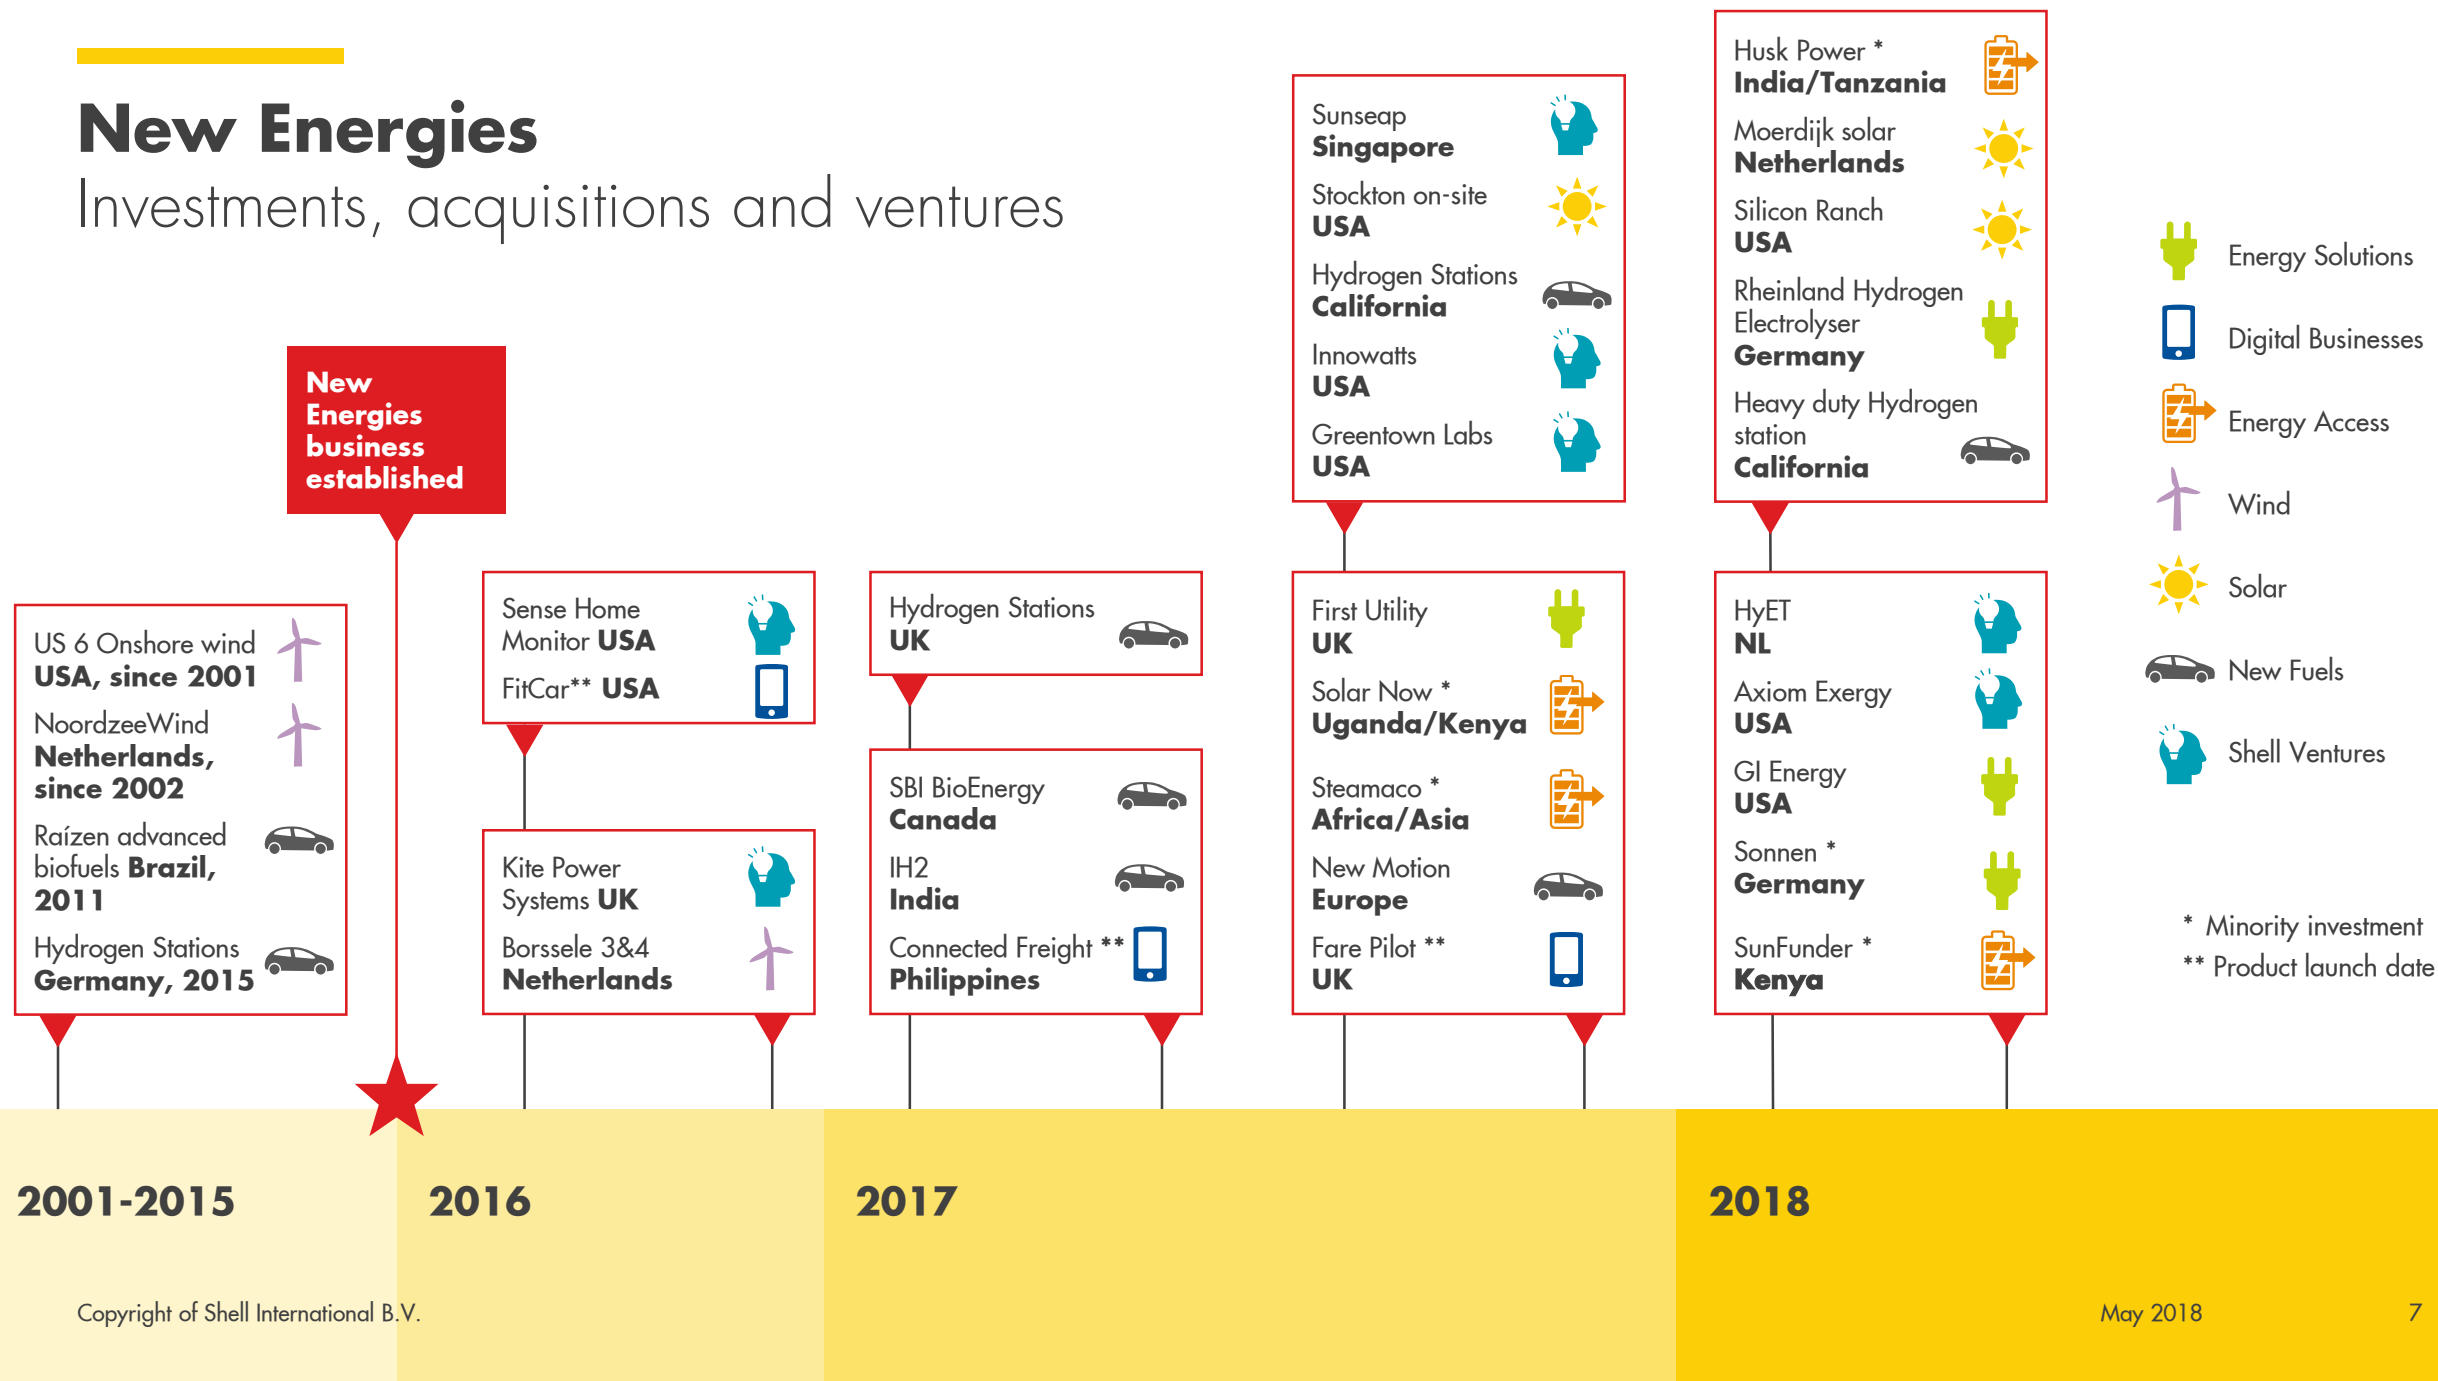 New Energies
Investments, acquisitions and ventures
New
Energies
business
established
US 6 Onshore wind
USA, since 2001
NoordzeeWind
Netherlands,
since 2002
Raízen advanced
biofuels Brazil,
2011
Hydrogen Stations
Germany, 2015
Sense Home
Monitor USA
FitCar** USA
Kite Power
Systems UK
Borssele 3&4
Netherlands
Hydrogen Stations
UK
SBI BioEnergy
Canada
IH2
India
Connected Freight **
Philippines
Sunseap
Singapore
Stockton on-site
USA
Hydrogen Stations
California
Innowatts
USA
Greentown Labs
USA
First Utility
UK
Solar Now *
Uganda/Kenya
Steamaco *
Africa/Asia
New Motion
Europe
Fare Pilot **
UK
Husk Power *
India/Tanzania
Moerdijk solar
Netherlands
Silicon Ranch
USA
Rheinland Hydrogen
Electrolyser
Germany
Heavy duty Hydrogen
station
California
HyET
NL
Axiom Exergy
USA
GI Energy
USA
Sonnen *
Germany
SunFunder *
Kenya
Energy Solutions
Digital Businesses
Energy Access
Wind
Solar
New Fuels
Shell Ventures
* Minority investment
** Product launch date
2001-2015
2016
2017
2018
Copyright of Shell International B.V.
May 2018
7